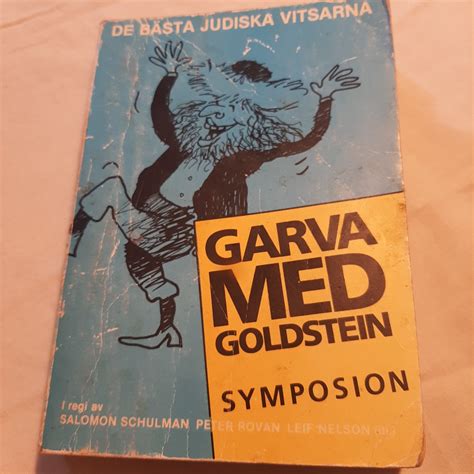 DE BÄSTA JUDISKA VITSARNA
GARVA
MED
GOLDSTEIN
SYMPOSION
I regi av
SALOMON SCHULMAN PETER ROVAN LEIF NELSON